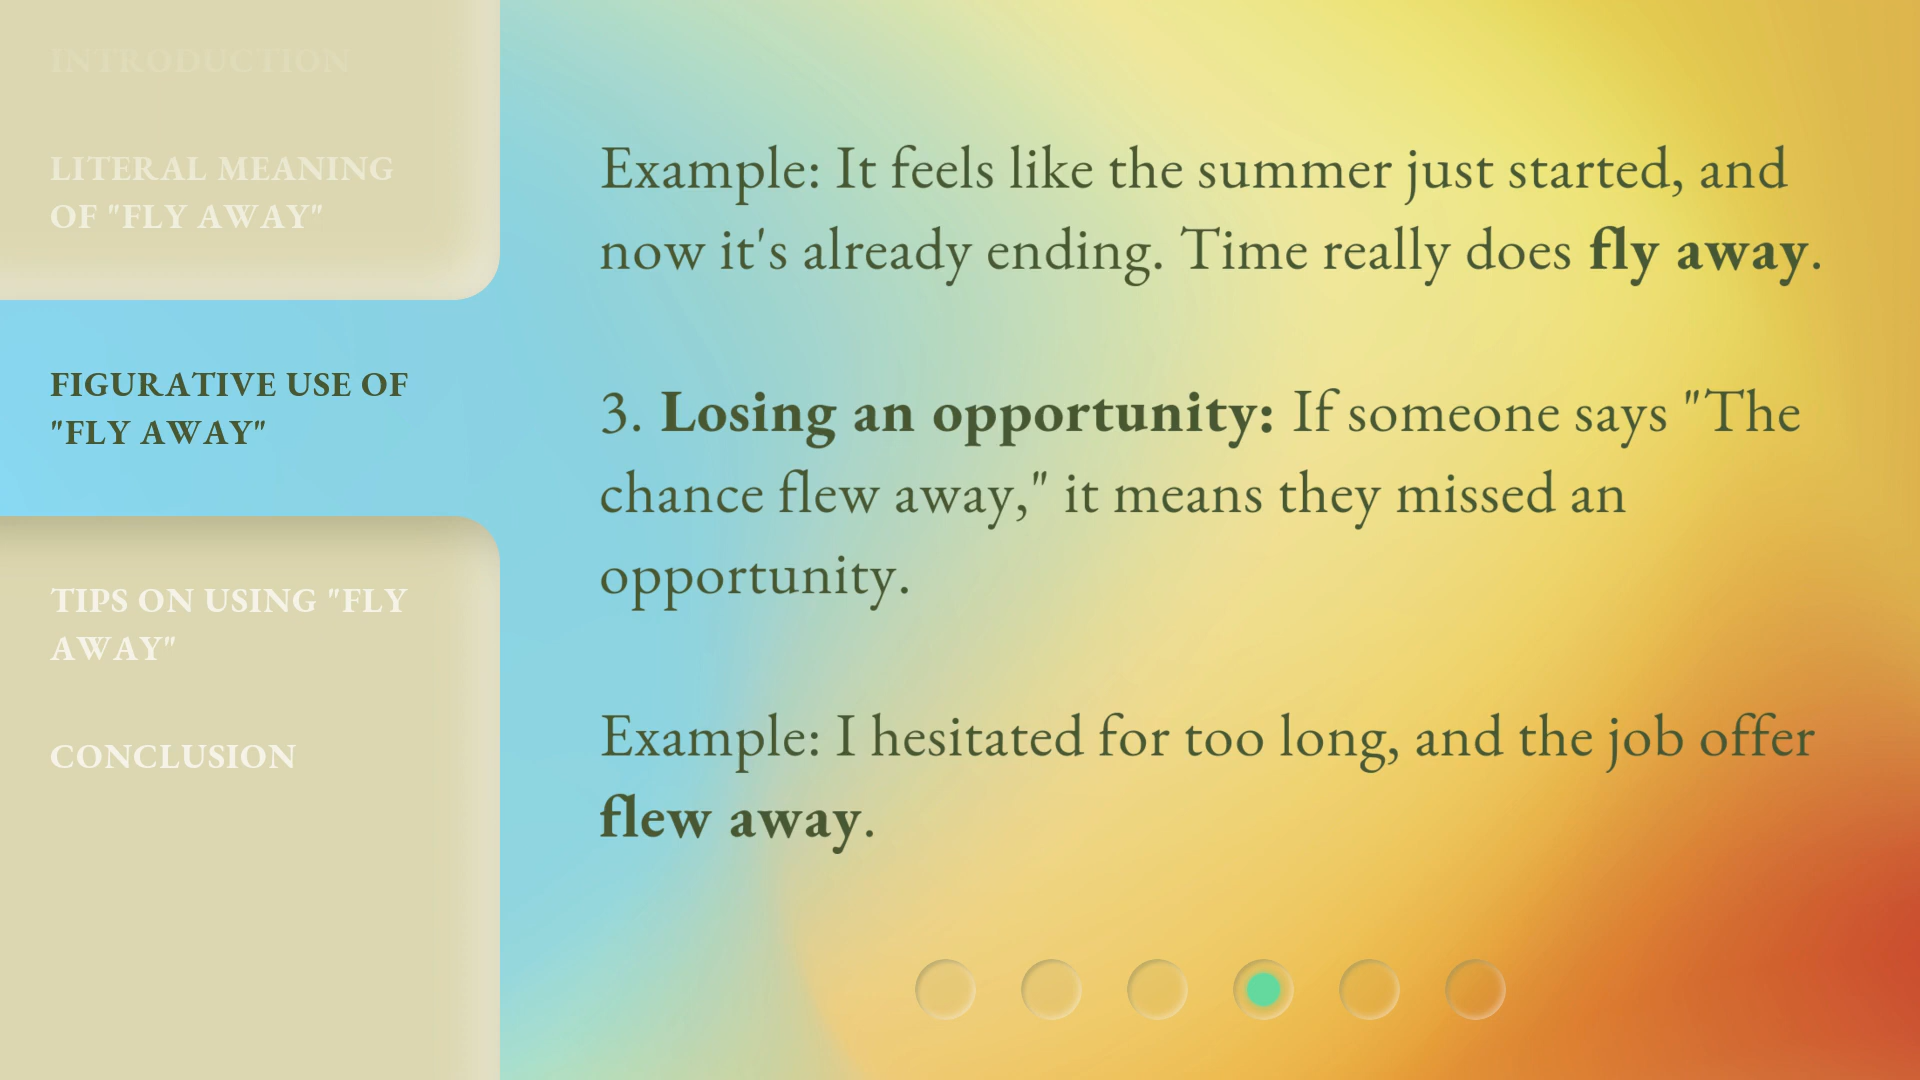 INTRODUCTION
LITERAL MEANING
OF "FLY AWAY"
FIGURATIVE USE OF
"FLY AWAY"
TIPS ON USING "FLY
AWAY"
CONCLUSION
Example: It feels like the summer just started, and
now it's already ending. Time really does fly away.
3. Losing an opportunity: If someone says "The
chance flew away," it means they missed an
opportunity.
Example: I hesitated for too long, and the job offer
flew away.